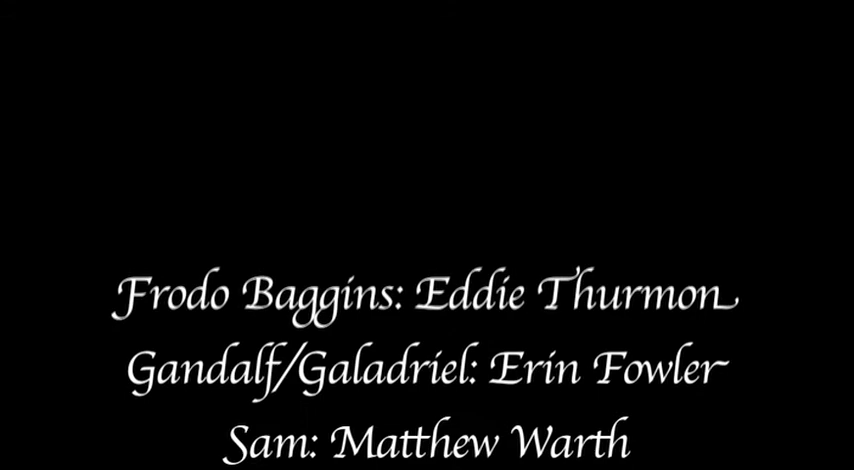 Frodo Baggins: Eddie Thurmon
Gandalf/Galadriel: Erin Fowler
Sam: Matthew Warth